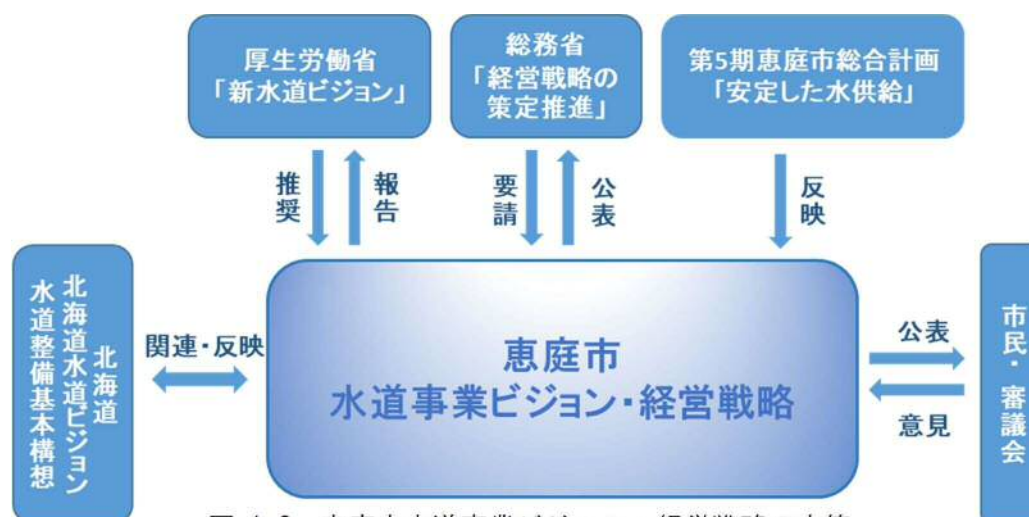 厚生労働省
「新水道ビジョン」
総務省
「経営戦略の
策定推進」
第5期恵庭市総合計画
「安定した水供給」
推奨
報告
要請
公表
反映
北海道
北海道水道ビジョン
水道整備基本構想
関連・反映
恵庭市
水道事業ビジョン・経営戦略
公表
意見
市民・審議会